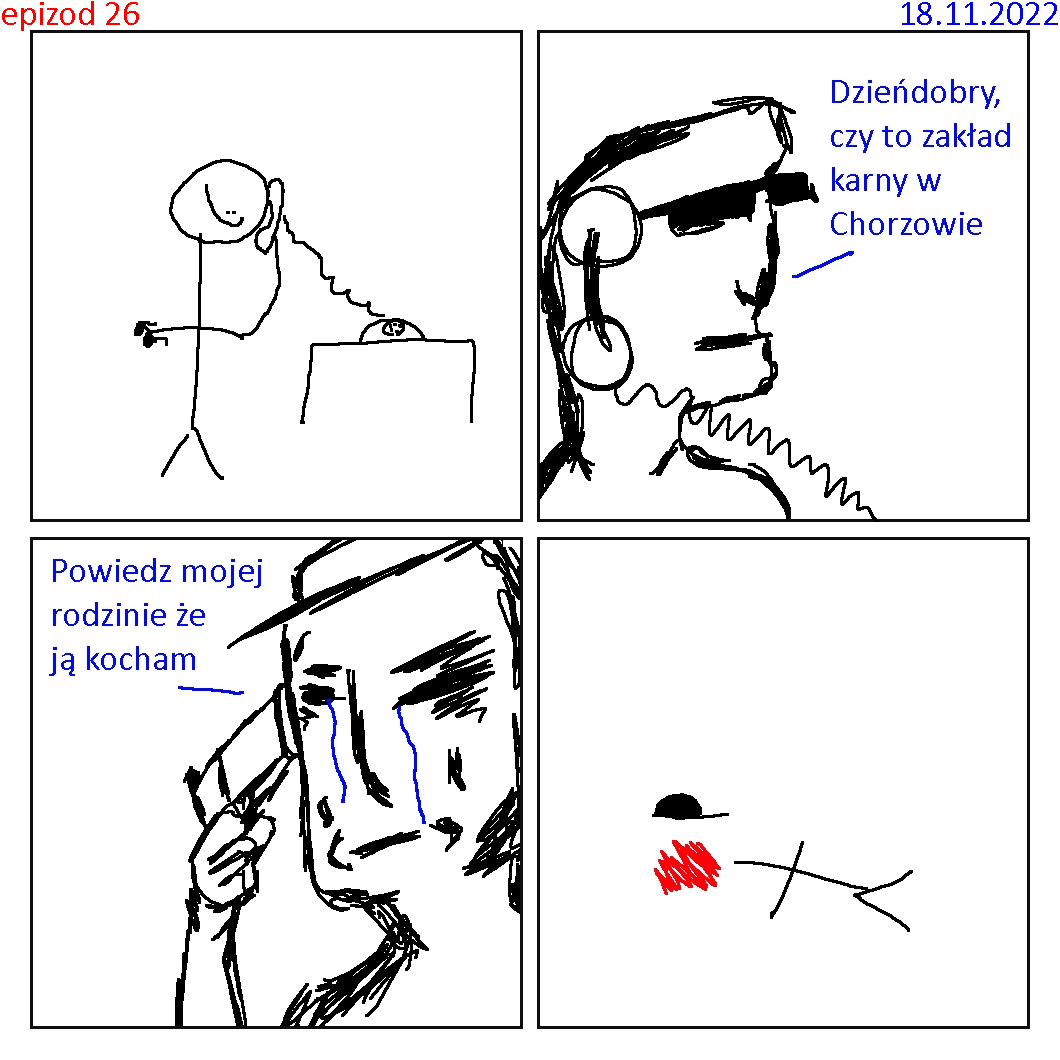 epizod 26
18.11.2022
Dzieńdobry,
czy to zakład
karny w
Chorzowie
Powiedz mojej
rodzinie że
ją kocham